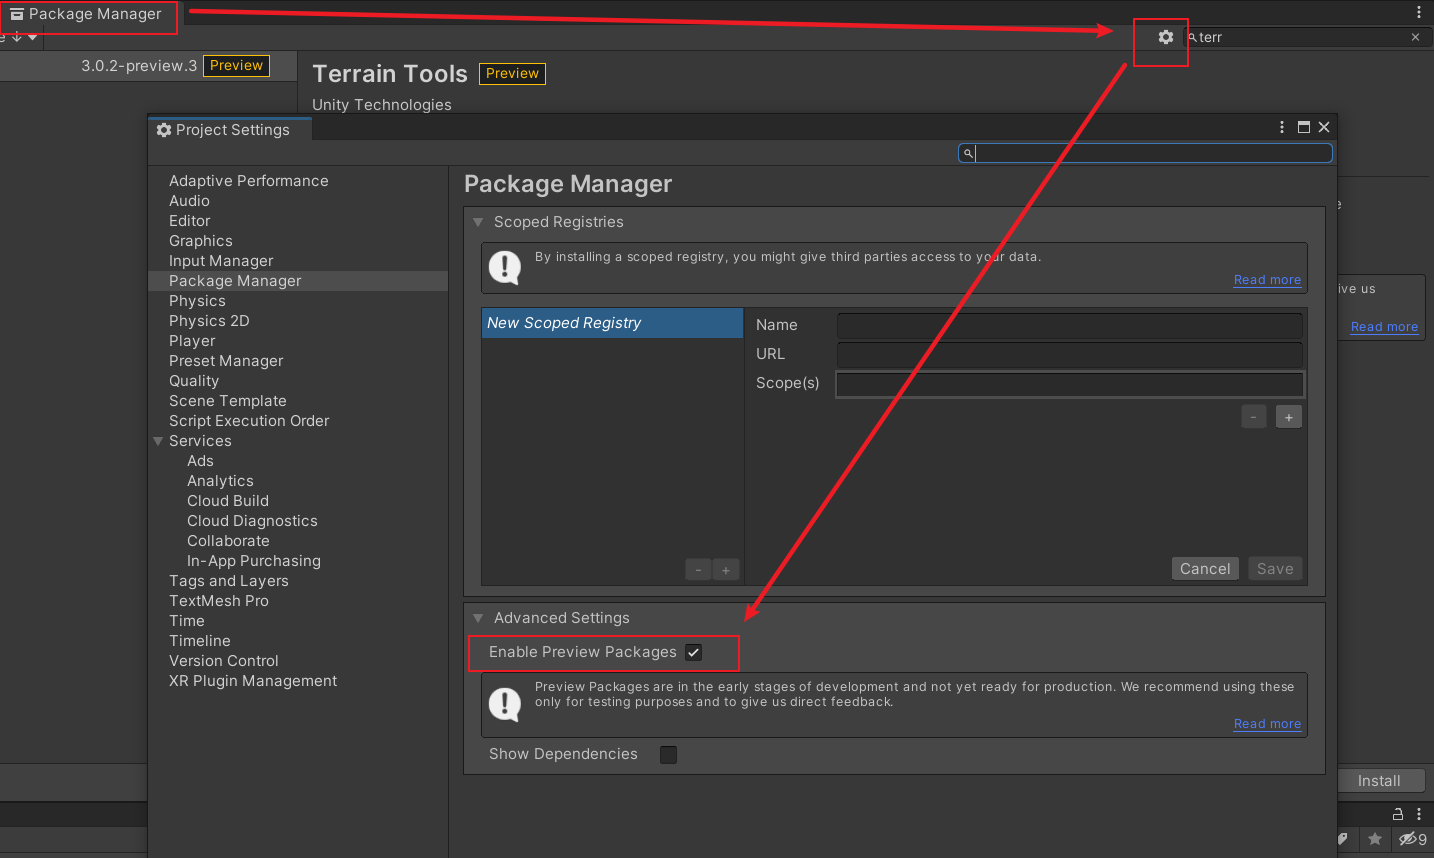 Package Manager
e
terr
3.0.2-preview.3 Preview
Terrain Tools Preview
Unity Technologies
Project Settings
Adaptive Performance
Audio
Editor
Graphics
Input Manager
Package Manager
Physics
Physics 2D
Player
Preset Manager
Quality
Scene Template
Script Execution Order
Services
Ads
Analytics
Cloud Build
Cloud Diagnostics
Collaborate
In-App Purchasing
Tags and Layers
TextMesh Pro
Time
Timeline
Version Control
XR Plugin Management
Package Manager
Scoped Registries
By installing a scoped registry, you might give third parties access to your data.
Read more
New Scoped Registry
Name
URL
Scope(s)
- +
- +
Cancel Save
Advanced Settings
Enable Preview Packages
Preview Packages are in the early stages of development and not yet ready for production. We recommend using these
only for testing purposes and to give us direct feedback.
Read more
Show Dependencies
e
ive us
Read more
Install
9